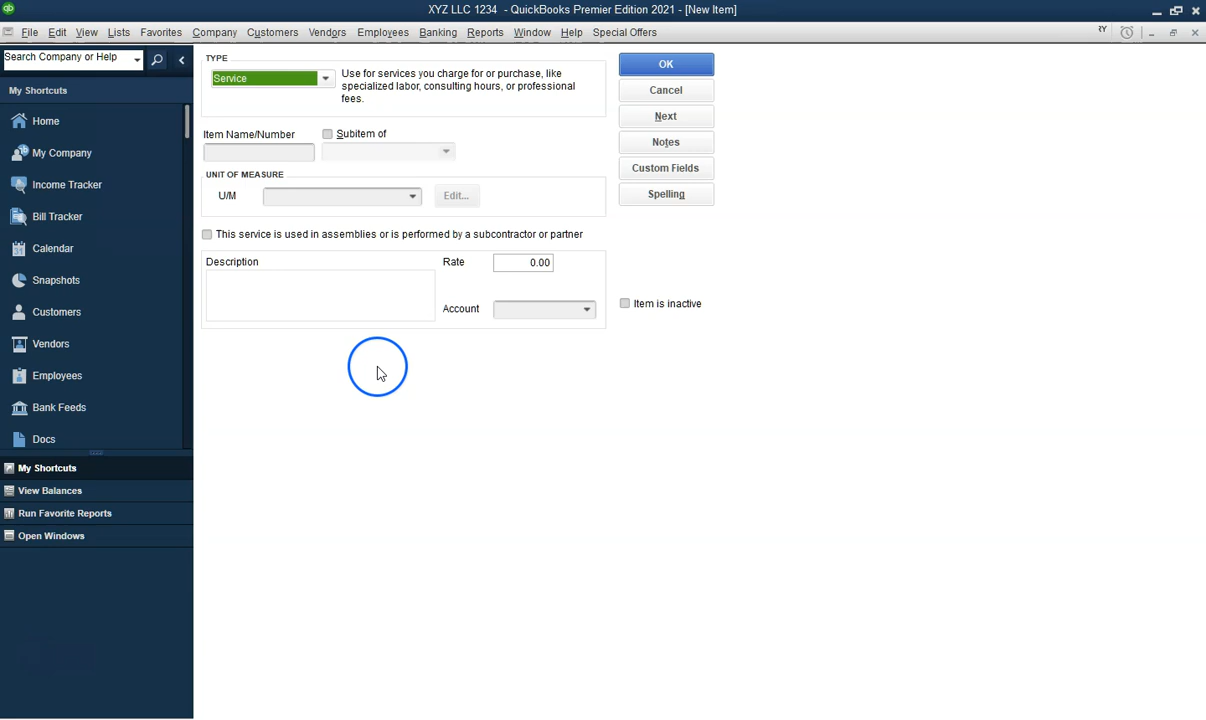 qb XYZ LLC 1234 - QuickBooks Premier Edition 2021 - [New Item]
File Edit View Lists Favorites Company Customers Vendors Employees Banking Reports Window Help Special Offers
Search Company or Help
My Shortcuts
Home
My Company
Income Tracker
Bill Tracker
Calendar
Snapshots
Customers
Vendors
Employees
Bank Feeds
Docs
My Shortcuts
View Balances
Run Favorite Reports
Open Windows
TYPE
Service
Use for services you charge for or purchase, like
specialized labor, consulting hours, or professional
fees.
Item Name/Number Subitem of
UNIT OF MEASURE
U/M Edit...
This service is used in assemblies or is performed by a subcontractor or partner
Description Rate 0.00
Account
OK
Cancel
Next
Notes
Custom Fields
Spelling
Item is inactive